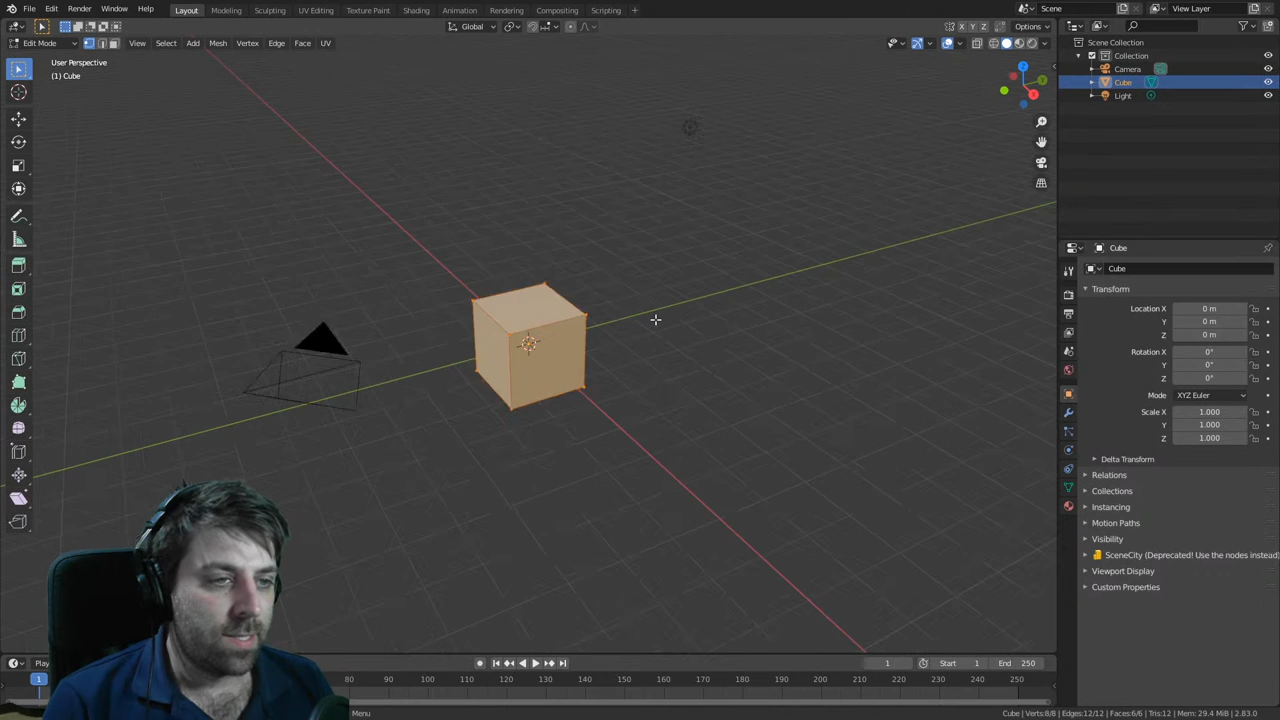 File Edit Render Window Help Layout Modeling Sculpting UV Editing Texture Paint Shading Animation Rendering Compositing Scripting + Scene View Layer
Global Options
X Y Z
Edit Mode View Select Add Mesh Vertex Edge Face UV
User Perspective
(1) Cube
Z
Y
X
Scene Collection
Collection
Camera
Cube
Light
Cube
Cube
Transform
Location X 0 m
Y 0 m
Z 0 m
Rotation X 0°
Y 0°
Z 0°
Mode XYZ Euler
Scale X 1.000
Y 1.000
Z 1.000
Delta Transform
Relations
Collections
Instancing
Motion Paths
Visibility
SceneCity (Deprecated! Use the nodes instead
Viewport Display
Custom Properties
Play 1 Start 1 End 250
1 80 90 100 110 120 130 140 150 160 170 180 190 200 210 220 230 240 250
Menu
Cube | Verts:8/8 | Edges:12/12 | Faces:6/6 | Tris:12 | Mem: 29.4 MiB | 2.83.0